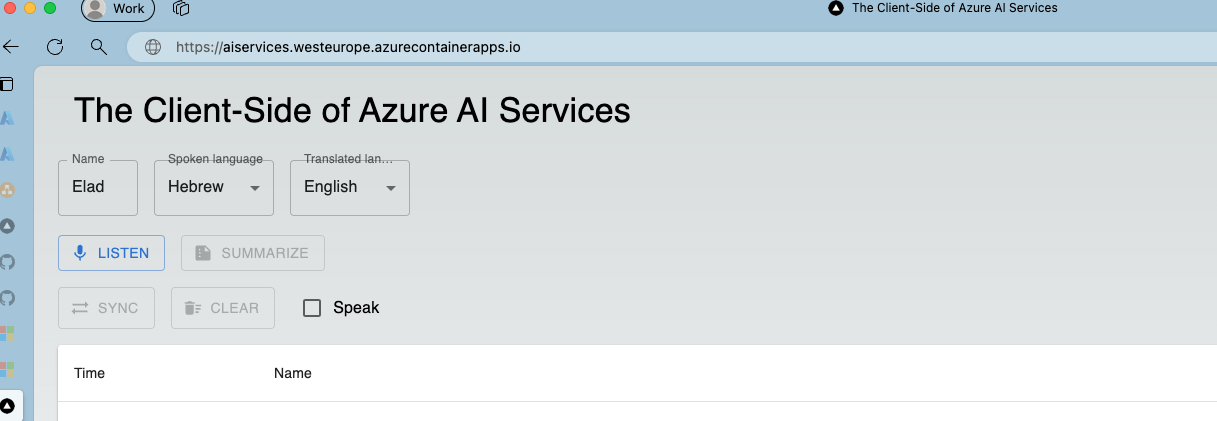 Work
The Client-Side of Azure AI Services
https://aiservices.westeurope.azurecontainerapps.io
The Client-Side of Azure AI Services
Name
Spoken language
Translated lan...
Elad
Hebrew
English
LISTEN
SUMMARIZE
SYNC
CLEAR
Speak
Time
Name